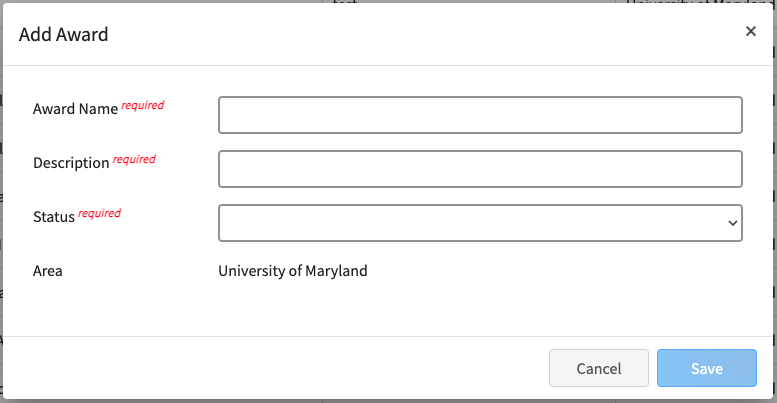 Add Award
×
Award Name required
Description required
Status required
Area University of Maryland
Cancel Save